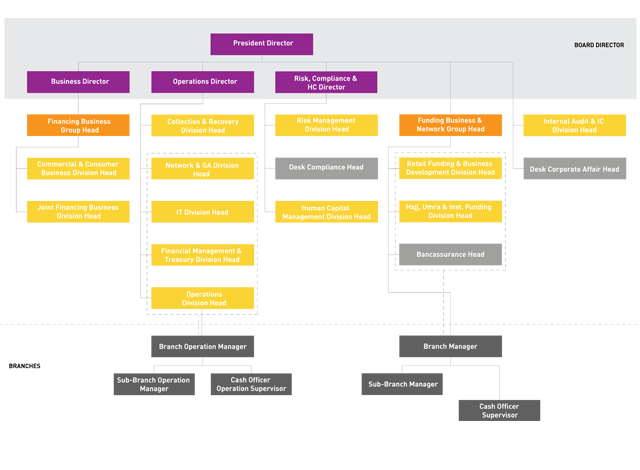 President Director
BOARD DIRECTOR
Business Director
Operations Director
Risk, Compliance &
HC Director
Financing Business
Group Head
Collection & Recovery
Division Head
Risk Management
Division Head
Funding Business &
Network Group Head
Internal Audit & IC
Division Head
Commercial & Consumer
Business Division Head
Network & GA Division
Head
Desk Compliance Head
Retail Funding & Business
Development Division Head
Desk Corporate Affair Head
Joint Financing Business
Division Head
IT Division Head
Human Capital
Management Division Head
Hajj, Umra & Inst. Funding
Division Head
Financial Management &
Treasury Division Head
Bancassurance Head
Operations
Division Head
Branch Operation Manager
Branch Manager
BRANCHES
Sub-Branch Operation
Manager
Cash Officer
Operation Supervisor
Sub-Branch Manager
Cash Officer
Supervisor